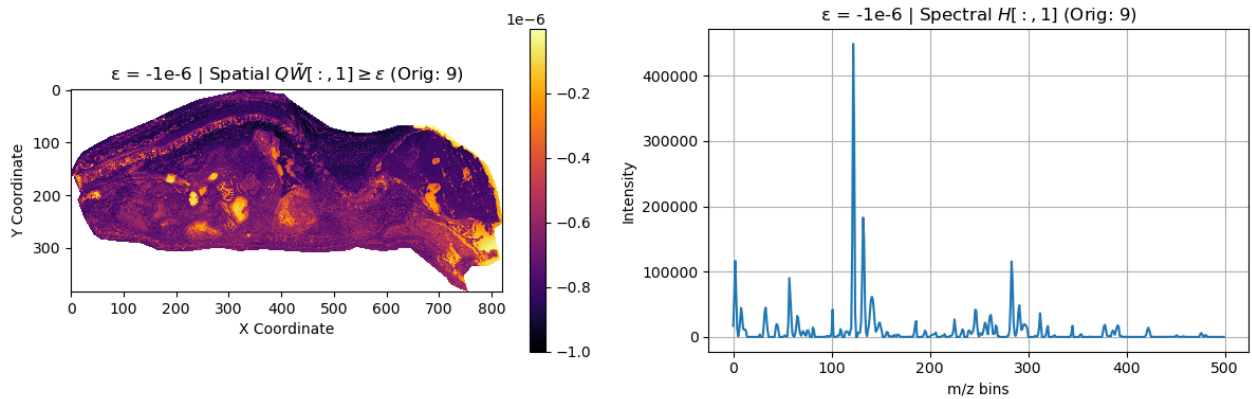 1e−6
ε = -1e-6 | Spatial QW̃[:, 1] ≥ ε (Orig: 9)
0
100
200
300
Y Coordinate
0 100 200 300 400 500 600 700 800
X Coordinate
−0.2
−0.4
−0.6
−0.8
−1.0
ε = -1e-6 | Spectral H[:, 1] (Orig: 9)
400000
300000
200000
100000
0
Intensity
0 100 200 300 400 500
m/z bins